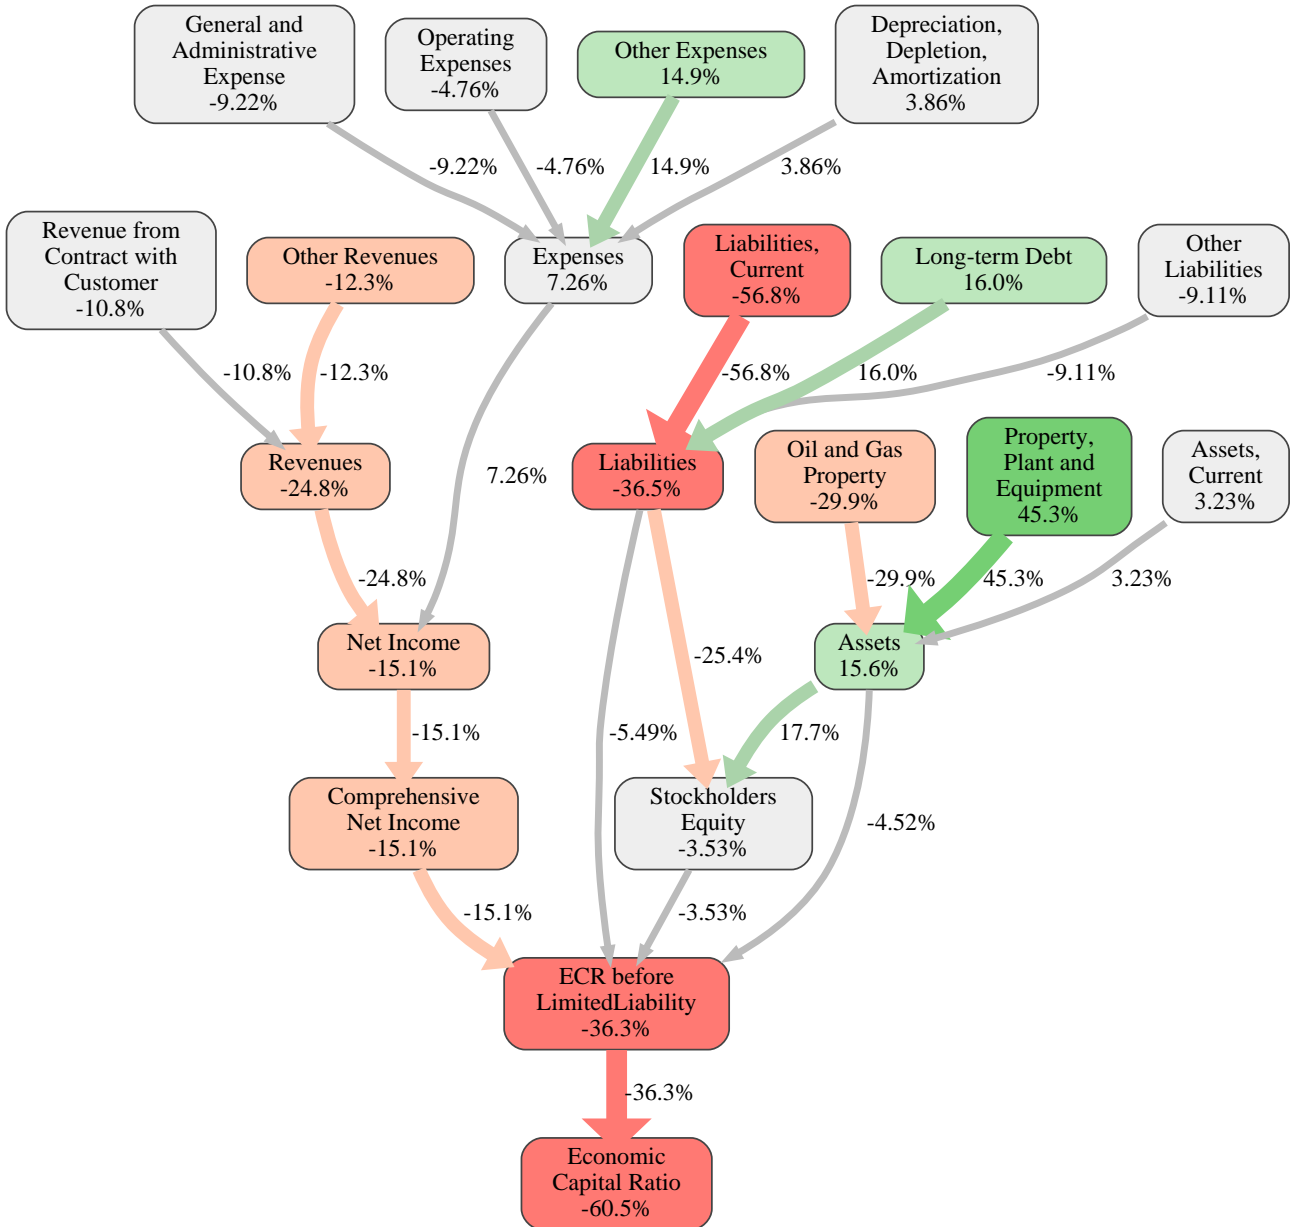 General and
Administrative
Expense
-9.22%
Operating
Expenses
-4.76%
Other Expenses
14.9%
Depreciation,
Depletion,
Amortization
3.86%
-9.22%
-4.76%
14.9%
3.86%
Revenue from
Contract with
Customer
-10.8%
Other Revenues
-12.3%
Expenses
7.26%
Liabilities,
Current
-56.8%
Long-term Debt
16.0%
Other
Liabilities
-9.11%
-10.8%
-12.3%
-56.8%
16.0%
-9.11%
Revenues
-24.8%
7.26%
Liabilities
-36.5%
Oil and Gas
Property
-29.9%
Property,
Plant and
Equipment
45.3%
Assets,
Current
3.23%
-24.8%
-29.9%
45.3%
3.23%
Net Income
-15.1%
-25.4%
Assets
15.6%
-15.1%
-5.49%
17.7%
Comprehensive
Net Income
-15.1%
Stockholders
Equity
-3.53%
-4.52%
-15.1%
-3.53%
ECR before
LimitedLiability
-36.3%
-36.3%
Economic
Capital Ratio
-60.5%